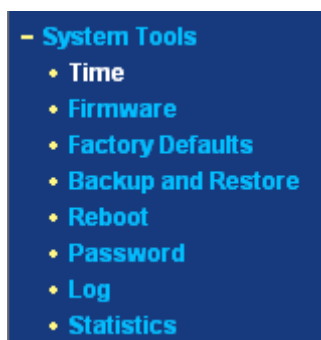 – System Tools
• Time
• Firmware
• Factory Defaults
• Backup and Restore
• Reboot
• Password
• Log
• Statistics